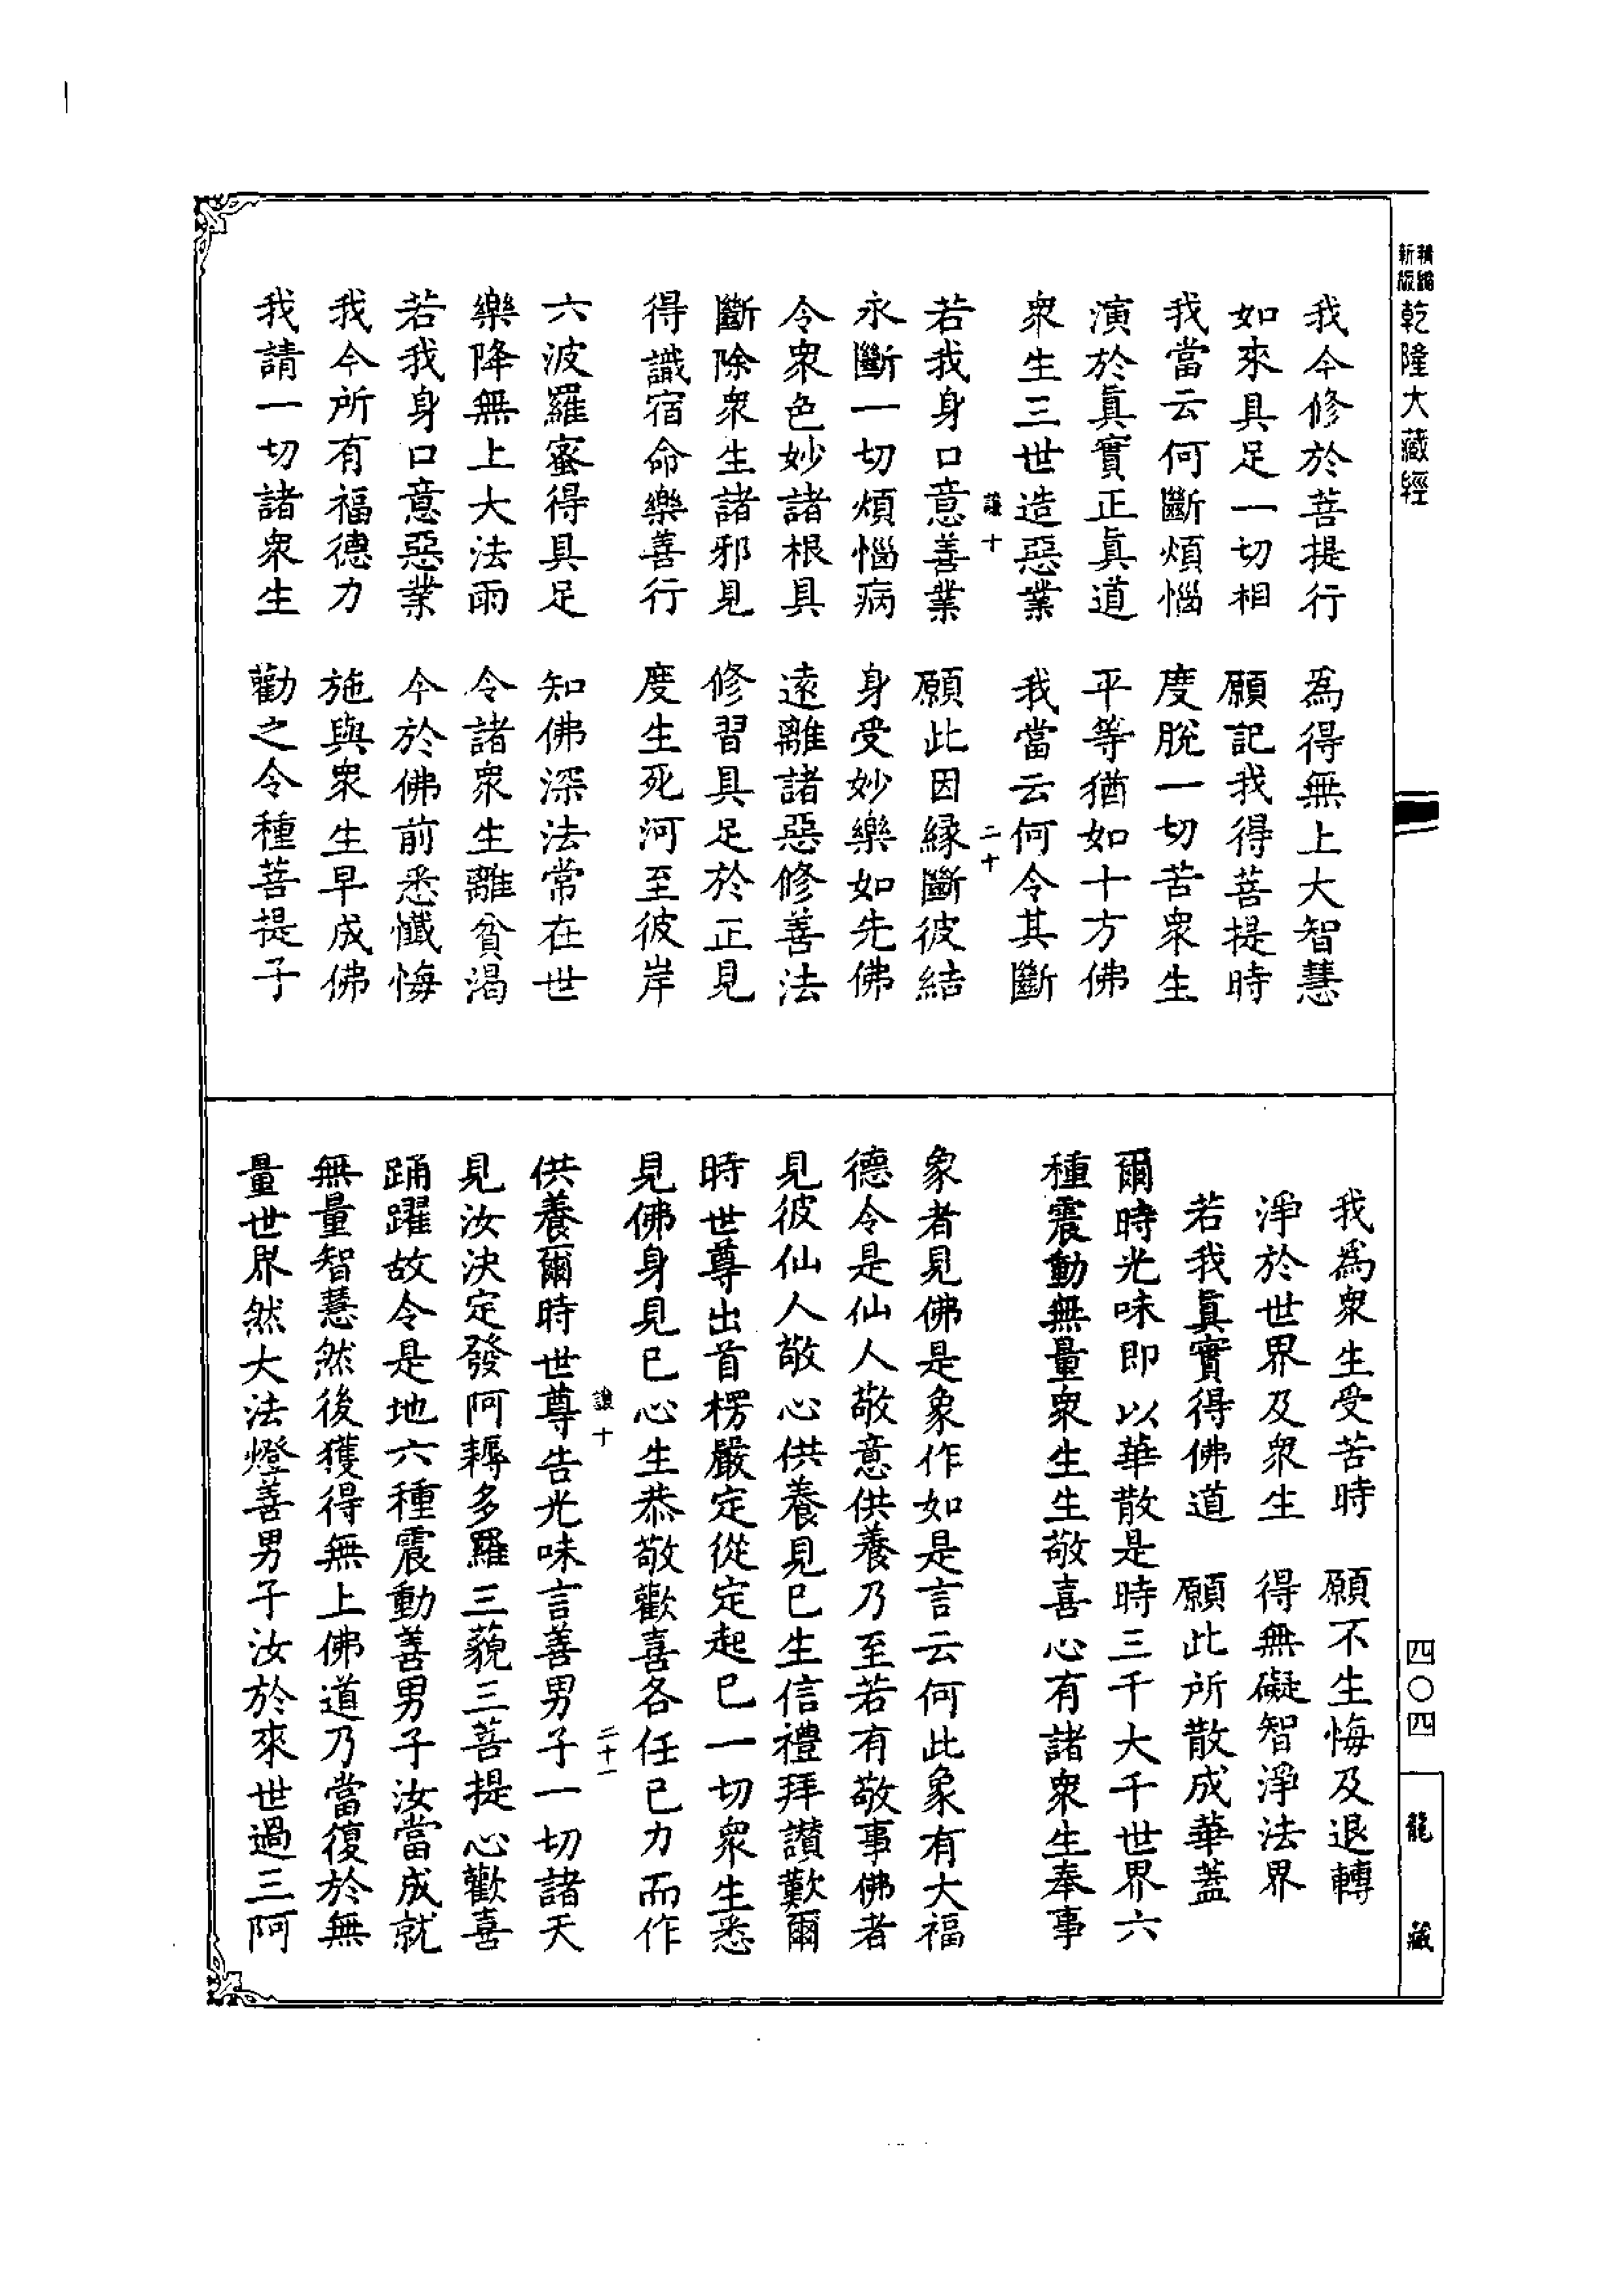 新版精縮乾隆大藏經
我今修於菩提行　為得無上大智慧
如來具足一切相　願記我得菩提時
我當云何斷煩惱　度脫一切苦衆生
演於眞實正眞道　平等猶如十方佛
衆生三世造惡業　我當云何令其斷
十　二十
若我身口意善業　願此因緣斷彼結
永斷一切煩惱病　身受妙樂如先佛
令衆色妙諸根具　遠離諸惡修善法
斷除衆生諸邪見　修習具足於正見
得識宿命樂善行　度生死河至彼岸
六波羅蜜得具足　知佛深法常在世
樂降無上大法雨　令諸衆生離貧渴
若我身口意惡業　今於佛前悉懺悔
我今所有福德力　施與衆生早成佛
我請一切諸衆生　勸之令種菩提子
我為衆生受苦時　願不生悔及退轉
淨於世界及衆生　得無礙智淨法界
若我眞實得佛道　願此所散成華蓋
爾時光味即以華散是時三千大千世界六
種震動無量衆生生敬喜心有諸衆生奉事
象者見佛是象作如是言云何此象有大福
德令是仙人敬意供養乃至若有敬事佛者
見彼仙人敬心供養見已生信禮拜讃歎爾
時世尊出首楞嚴定從定起已一切衆生悉
見佛身見已心生恭敬歡喜各任己力而作
十　二十一
供養爾時世尊告光味言善男子一切諸天
見汝決定發阿耨多羅三藐三菩提心歡喜
踊躍故令是地六種震動善男子汝當成就
無量智慧然後獲得無上佛道乃當復於無
量世界然大法燈善男子汝於來世過三阿
四〇四
龍藏